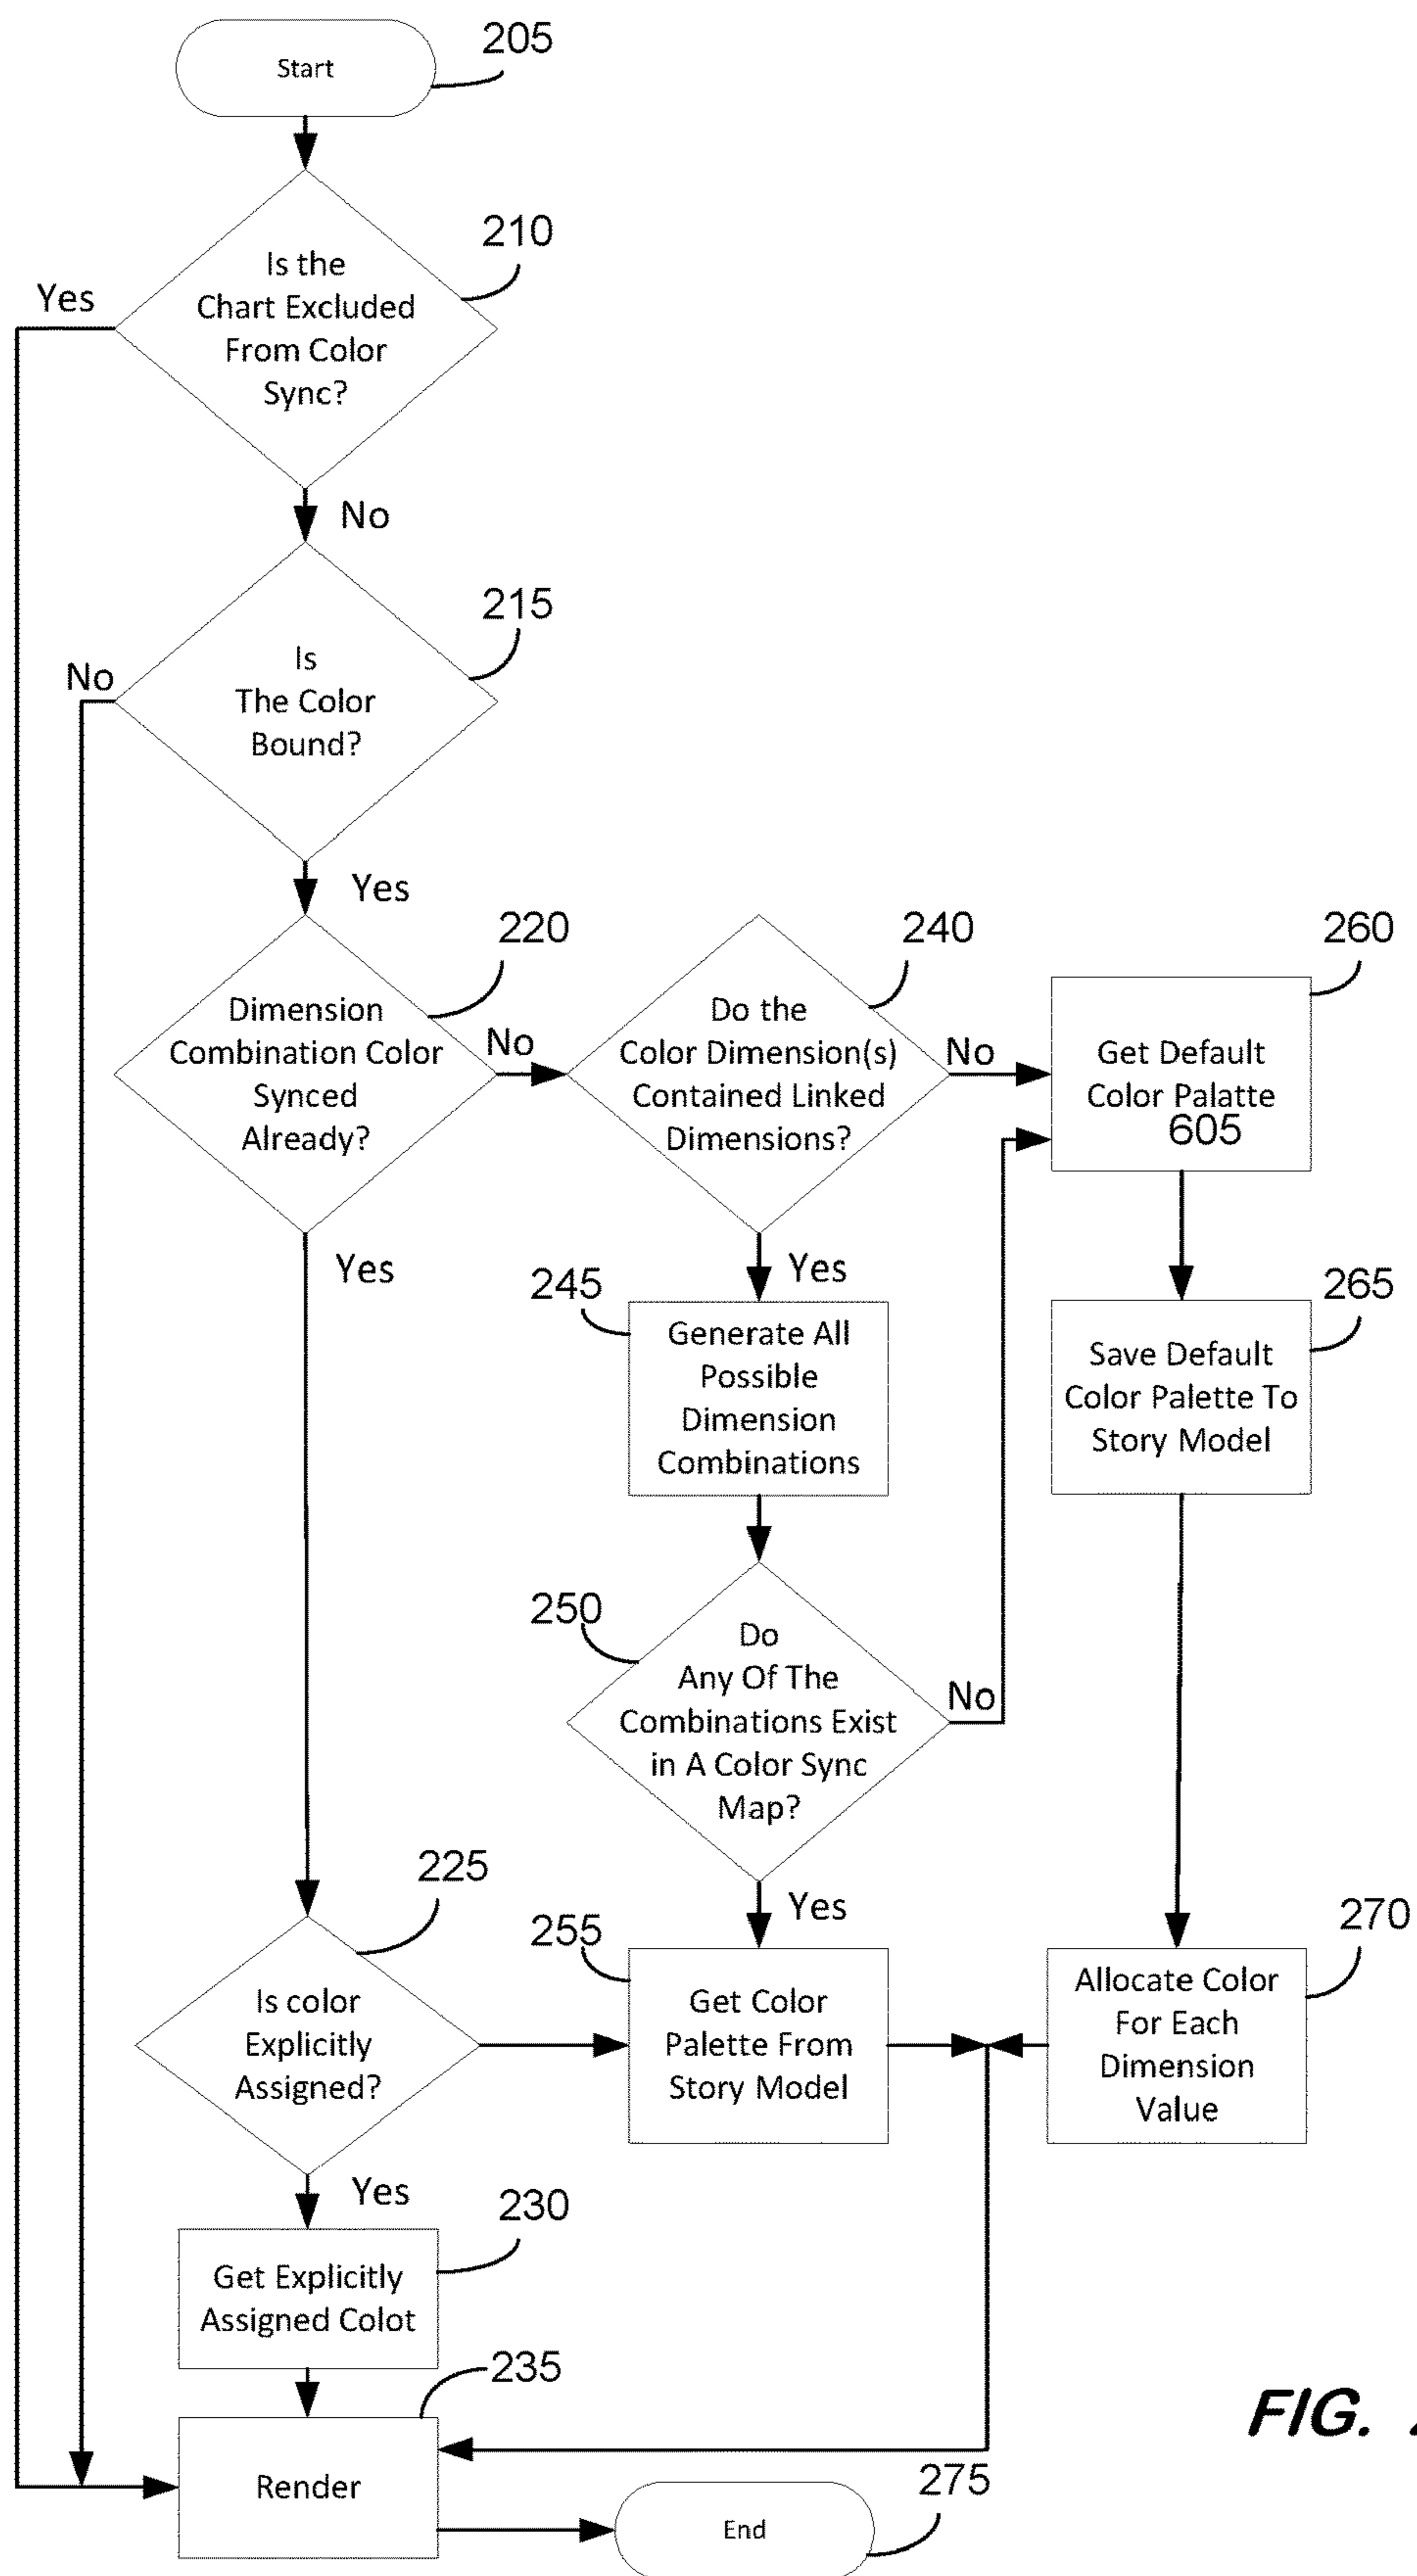 Start
205
Is the
Chart Excluded
From Color
Sync?
210
Yes
No
Is
The Color
Bound?
215
No
Yes
Dimension
Combination Color
Synced
Already?
220
No
Do the
Color Dimension(s)
Contained Linked
Dimensions?
240
No
Get Default
Color Palatte
605
260
Yes
Yes
245
Generate All
Possible
Dimension
Combinations
Save Default
Color Palette To
Story Model
265
250
Do
Any Of The
Combinations Exist
in A Color Sync
Map?
No
Yes
225
Is color
Explicitly
Assigned?
255
Get Color
Palette From
Story Model
270
Allocate Color
For Each
Dimension
Value
Yes
230
Get Explicitly
Assigned Colot
235
Render
275
End
FIG.